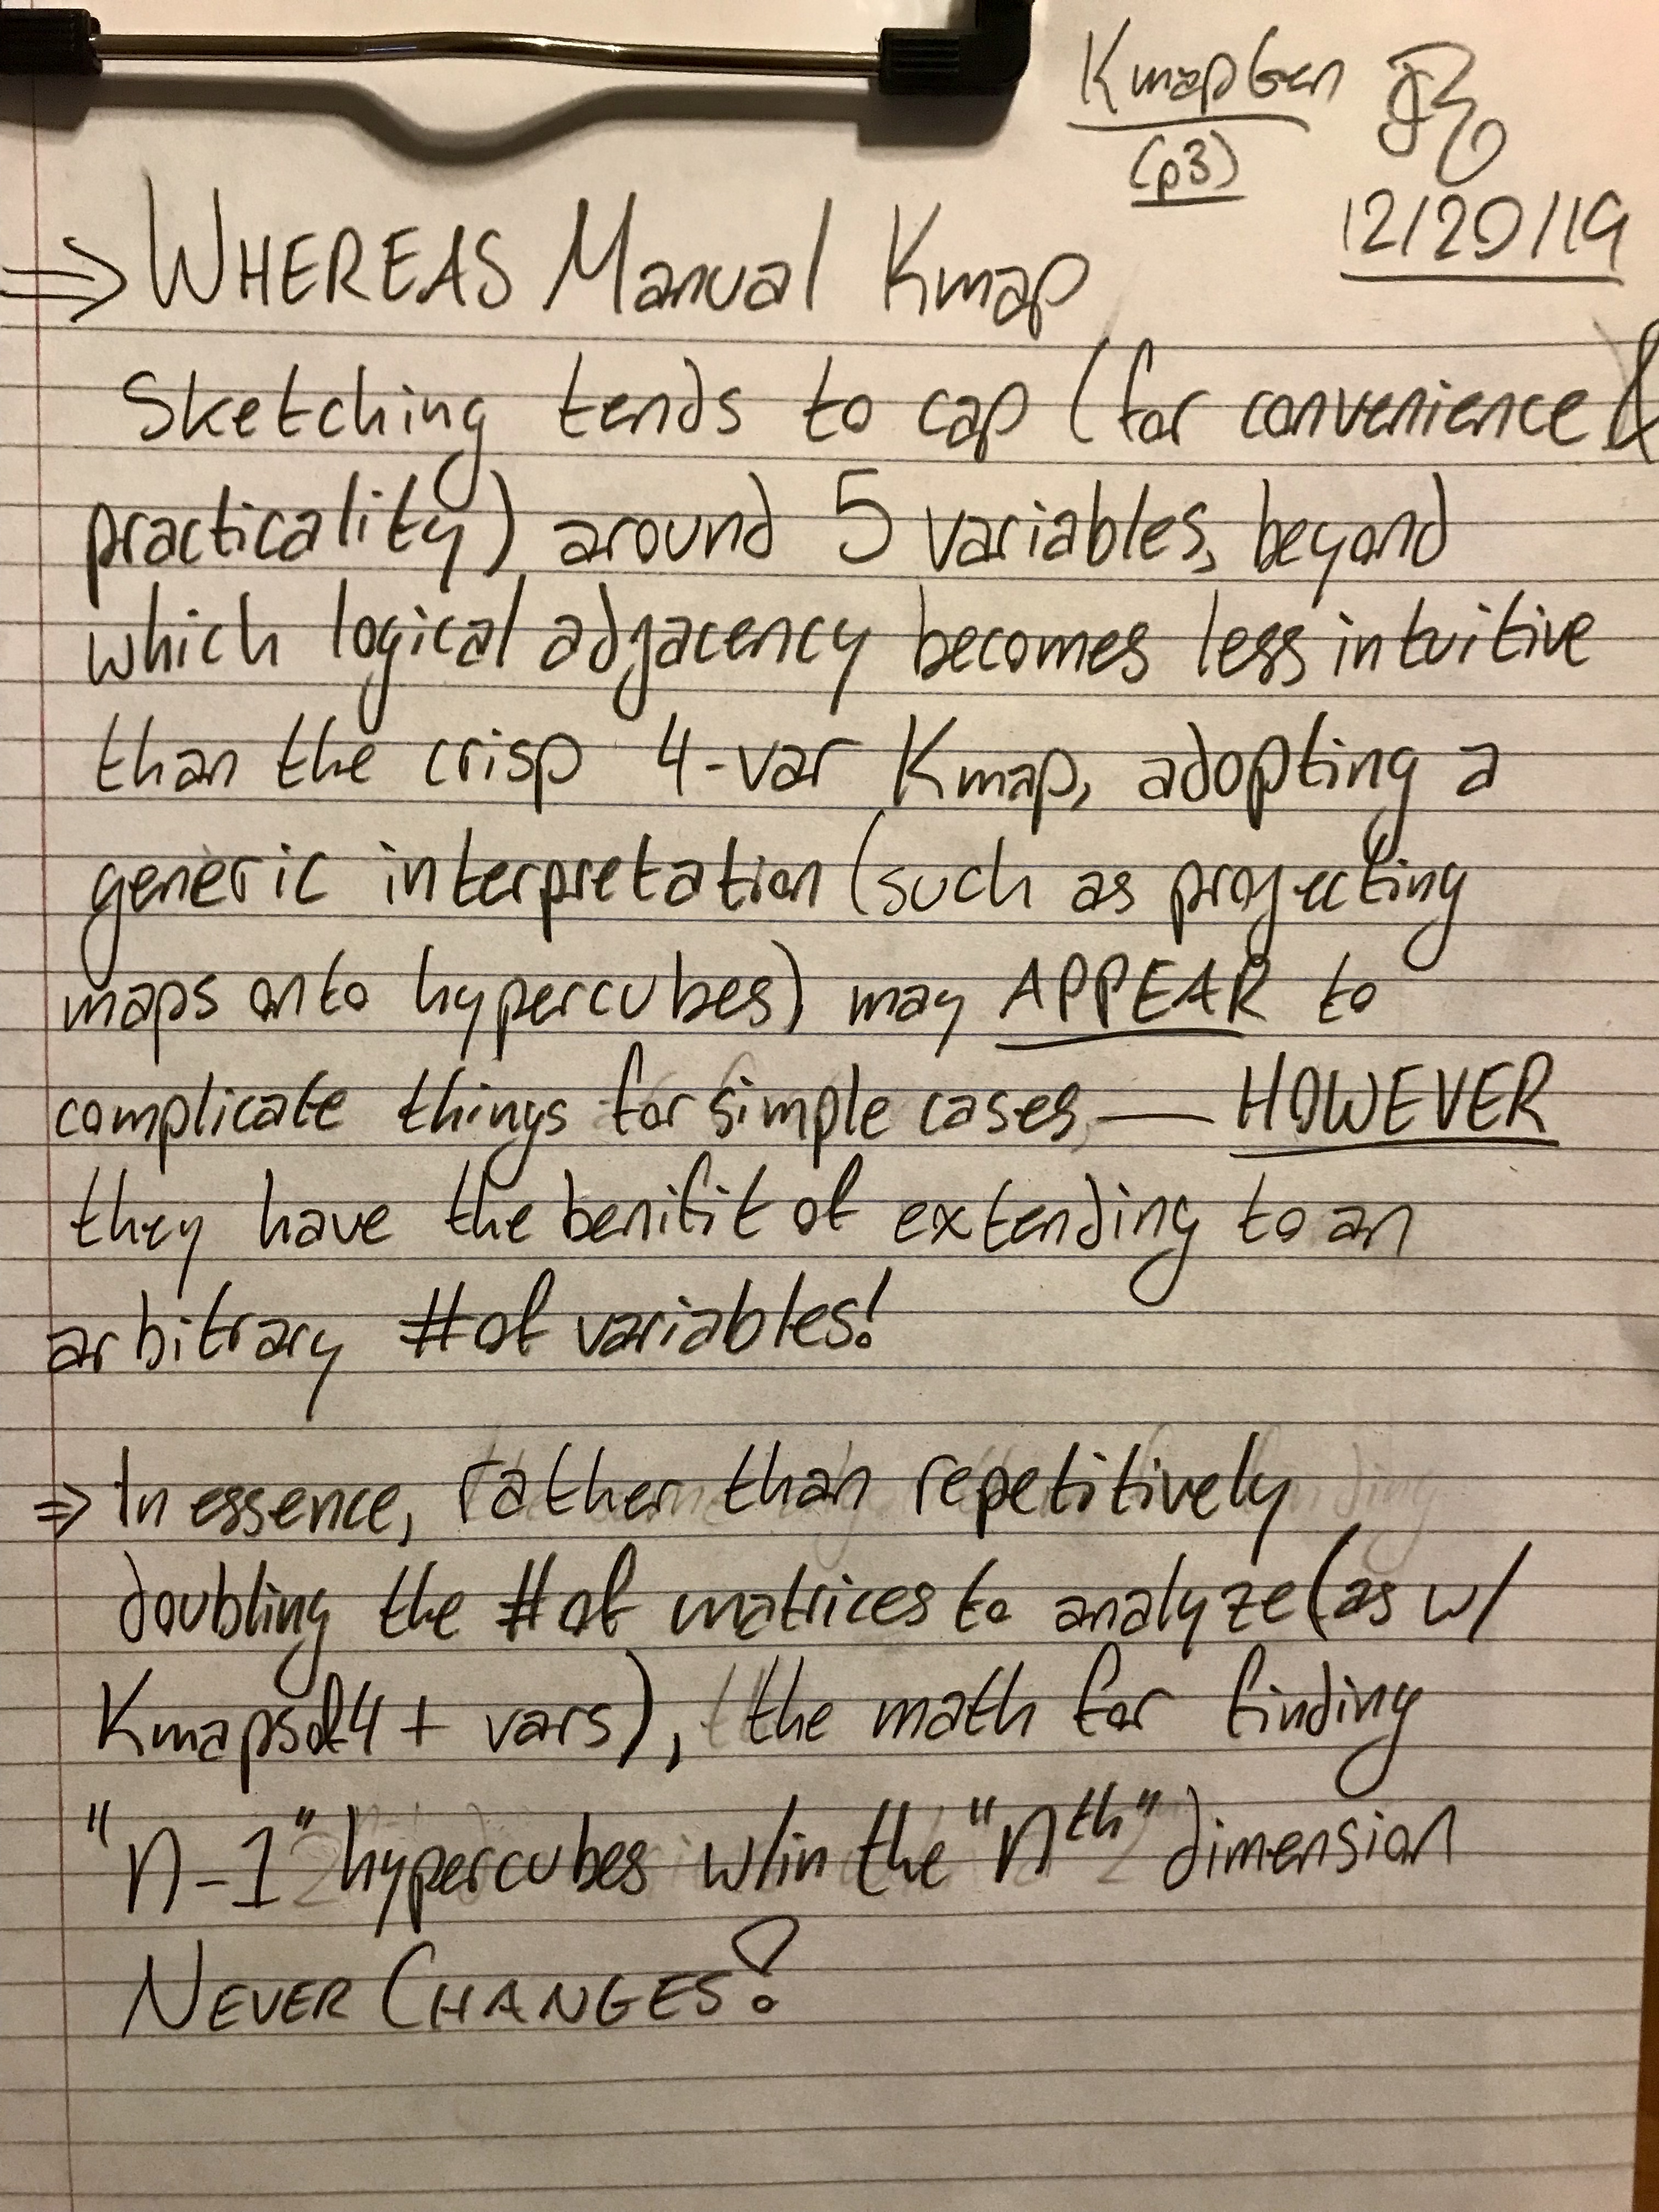 KmapGen
(p3)
12/20/19
⇒ WHEREAS Manual Kmap
Sketching tends to cap (for convenience &
practicality) around 5 variables, beyond
which logical adjacency becomes less intuitive
than the crisp 4-var Kmap, adopting a
generic interpretation (such as projecting
maps onto hypercubes) may APPEAR to
complicate things for simple cases — HOWEVER
they have the benifit of extending to an
arbitrary # of variables!
⇒ In essence, rather than repetitively
doubling the # of matrices to analyze (as w/
Kmaps of 4+ vars), the math for finding
"n-1" hypercubes w/in the "nth" dimension
NEVER CHANGES!